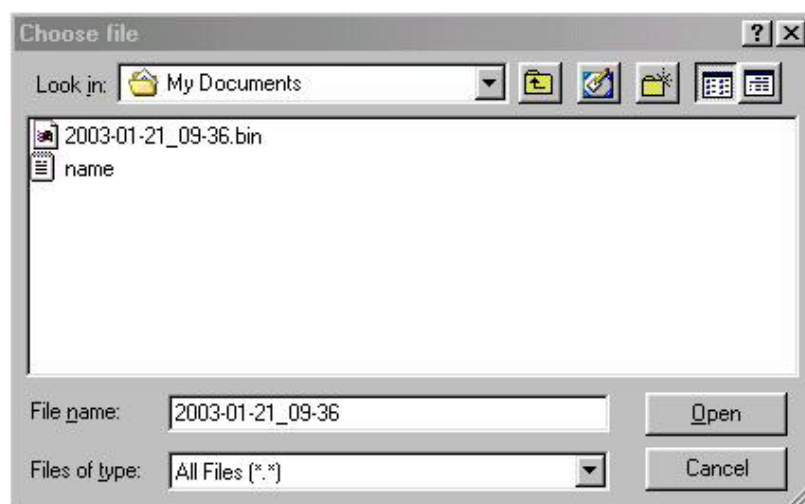 Choose file
Look in: My Documents
2003-01-21_09-36.bin
name
File name: 2003-01-21_09-36 Open
Files of type: All Files (*.*) Cancel